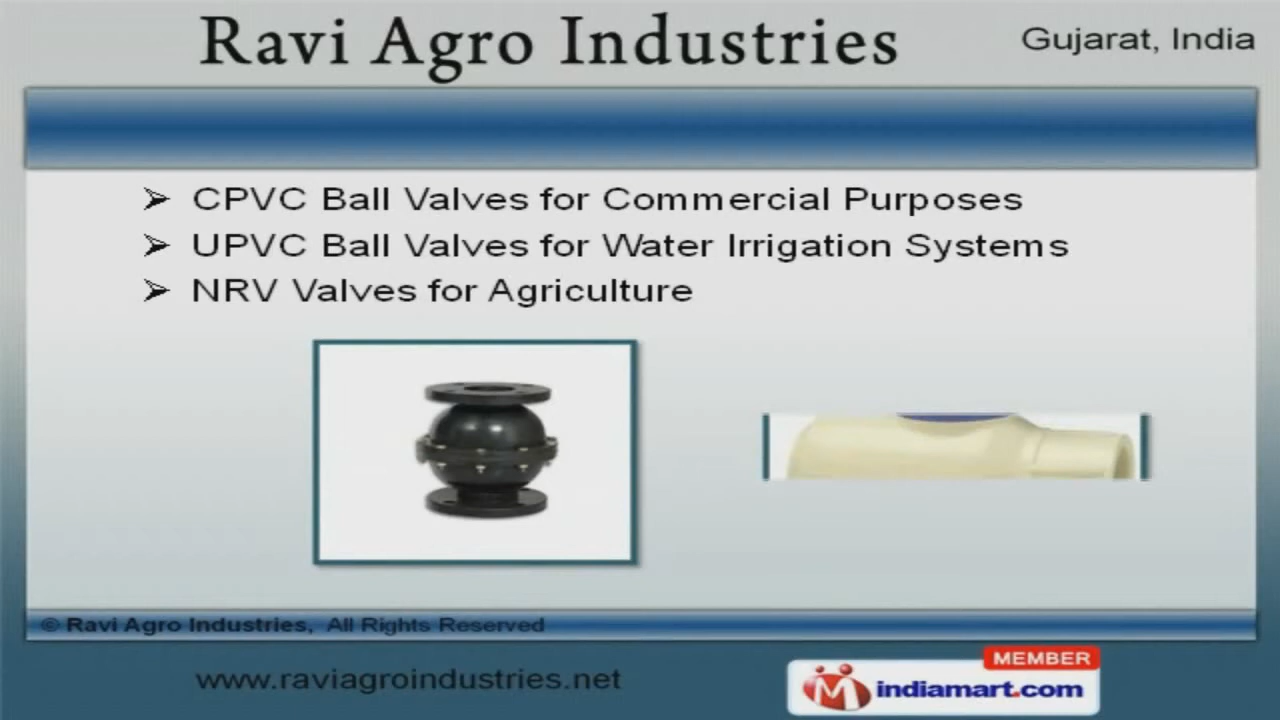 Ravi Agro Industries
Gujarat, India
➢ CPVC Ball Valves for Commercial Purposes
➢ UPVC Ball Valves for Water Irrigation Systems
➢ NRV Valves for Agriculture
© Ravi Agro Industries, All Rights Reserved
www.raviagroindustries.net
MEMBER
indiamart.com